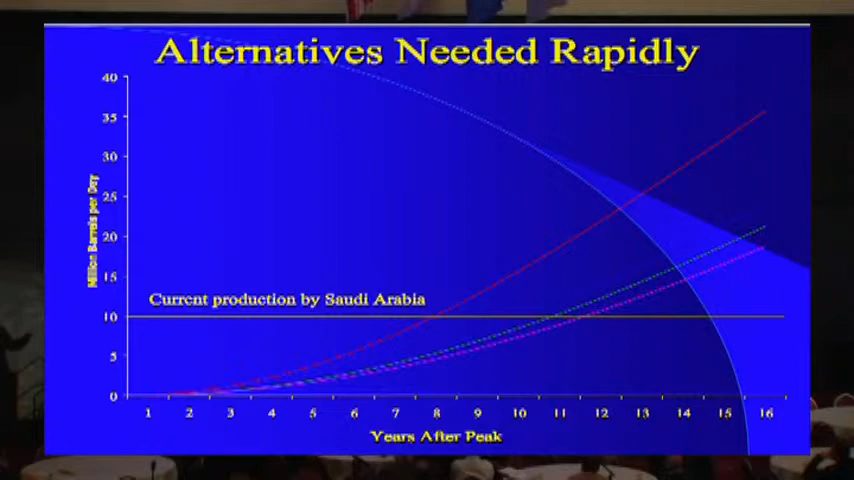 Alternatives Needed Rapidly
40
35
30
25
20
15
10
5
0
Million Barrels per Day
Current production by Saudi Arabia
1 2 3 4 5 6 7 8 9 10 11 12 13 14 15 16
Years After Peak